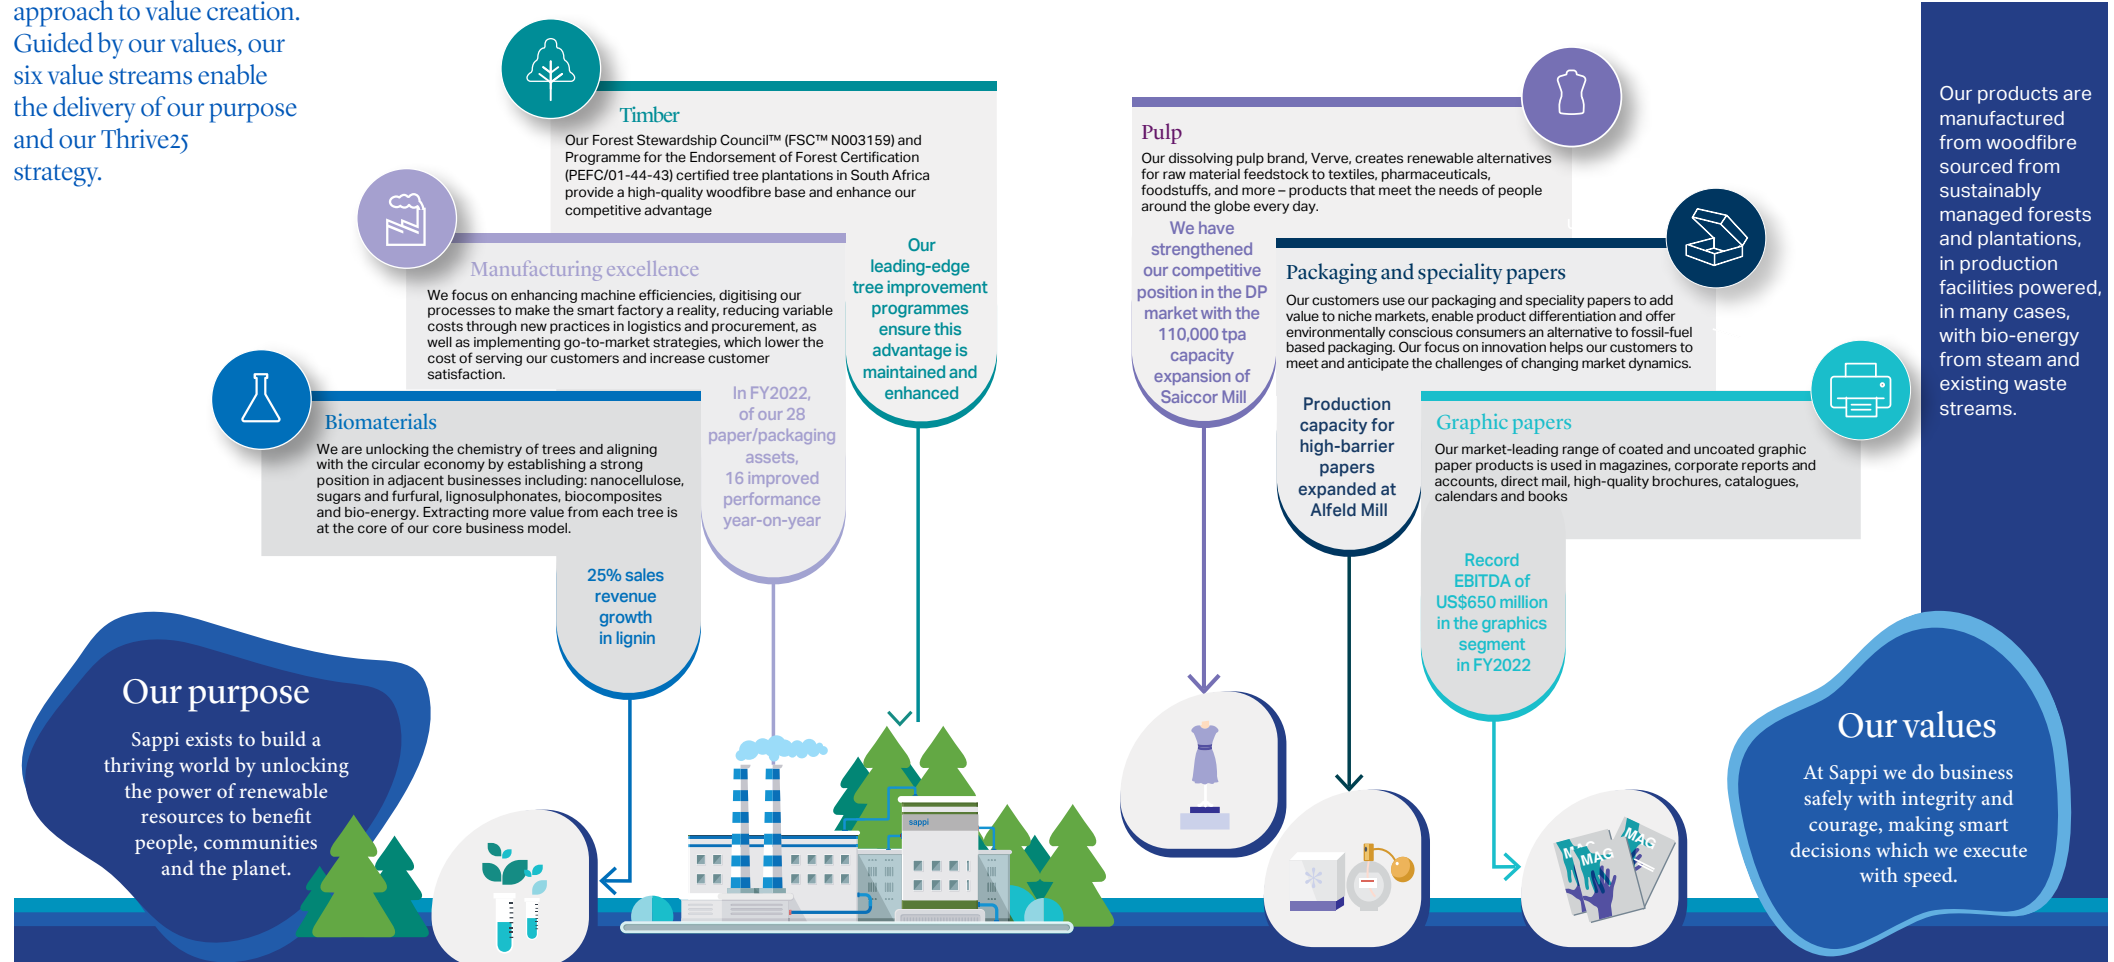 approach to value creation.
Guided by our values, our
six value streams enable
the delivery of our purpose
and our Thrive25
strategy.
Timber
Our Forest Stewardship Council™ (FSC™ N003159) and
Programme for the Endorsement of Forest Certification
(PEFC/01-44-43) certified tree plantations in South Africa
provide a high-quality woodfibre base and enhance our
competitive advantage
Our
leading-edge
tree improvement
programmes
ensure this
advantage is
maintained and
enhanced
Manufacturing excellence
We focus on enhancing machine efficiencies, digitising our
processes to make the smart factory a reality, reducing variable
costs through new practices in logistics and procurement, as
well as implementing go-to-market strategies, which lower the
cost of serving our customers and increase customer
satisfaction.
In FY2022,
of our 28
paper/packaging
assets,
16 improved
performance
year-on-year
Biomaterials
We are unlocking the chemistry of trees and aligning
with the circular economy by establishing a strong
position in adjacent businesses including: nanocellulose,
sugars and furfural, lignosulphonates, biocomposites
and bio-energy. Extracting more value from each tree is
at the core of our core business model.
25% sales
revenue
growth
in lignin
Pulp
Our dissolving pulp brand, Verve, creates renewable alternatives
for raw material feedstock to textiles, pharmaceuticals,
foodstuffs, and more – products that meet the needs of people
around the globe every day.
We have
strengthened
our competitive
position in the DP
market with the
110,000 tpa
capacity
expansion of
Saiccor Mill
Packaging and speciality papers
Our customers use our packaging and speciality papers to add
value to niche markets, enable product differentiation and offer
environmentally conscious consumers an alternative to fossil-fuel
based packaging. Our focus on innovation helps our customers to
meet and anticipate the challenges of changing market dynamics.
Production
capacity for
high-barrier
papers
expanded at
Alfeld Mill
Graphic papers
Our market-leading range of coated and uncoated graphic
paper products is used in magazines, corporate reports and
accounts, direct mail, high-quality brochures, catalogues,
calendars and books
Record
EBITDA of
US$650 million
in the graphics
segment
in FY2022
Our products are
manufactured
from woodfibre
sourced from
sustainably
managed forests
and plantations,
in production
facilities powered,
in many cases,
with bio-energy
from steam and
existing waste
streams.
Our purpose
Sappi exists to build a
thriving world by unlocking
the power of renewable
resources to benefit
people, communities
and the planet.
sappi
MAG
MAG
Our values
At Sappi we do business
safely with integrity and
courage, making smart
decisions which we execute
with speed.